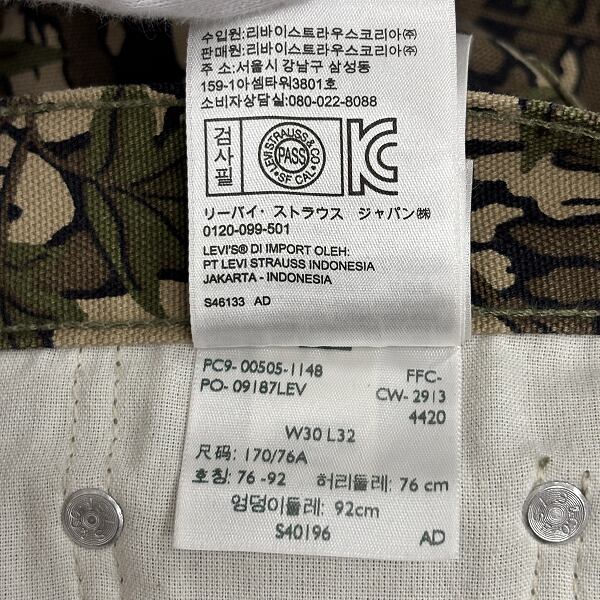 수입원:리바이스트라우스코리아㈜
판매원:리바이스트라우스코리아㈜
주 소:서울시 강남구 삼성동
159-1아셈타워3801호
소비자상담실:080-022-8088
검사필
LEVI STRAUSS & CO
PASS
SF CAL
リーバイ・ストラウス ジャパン㈱
0120-099-501
LEVI'S® DI IMPORT OLEH:
PT LEVI STRAUSS INDONESIA
JAKARTA - INDONESIA
S46133 AD
PC9- 00505-1148 FFC-
PO- 09187LEV CW- 2913
4420
W30 L32
尺码: 170/76A
호칭: 76 -92 허리둘레: 76 cm
엉덩이둘레: 92cm
S40196 AD